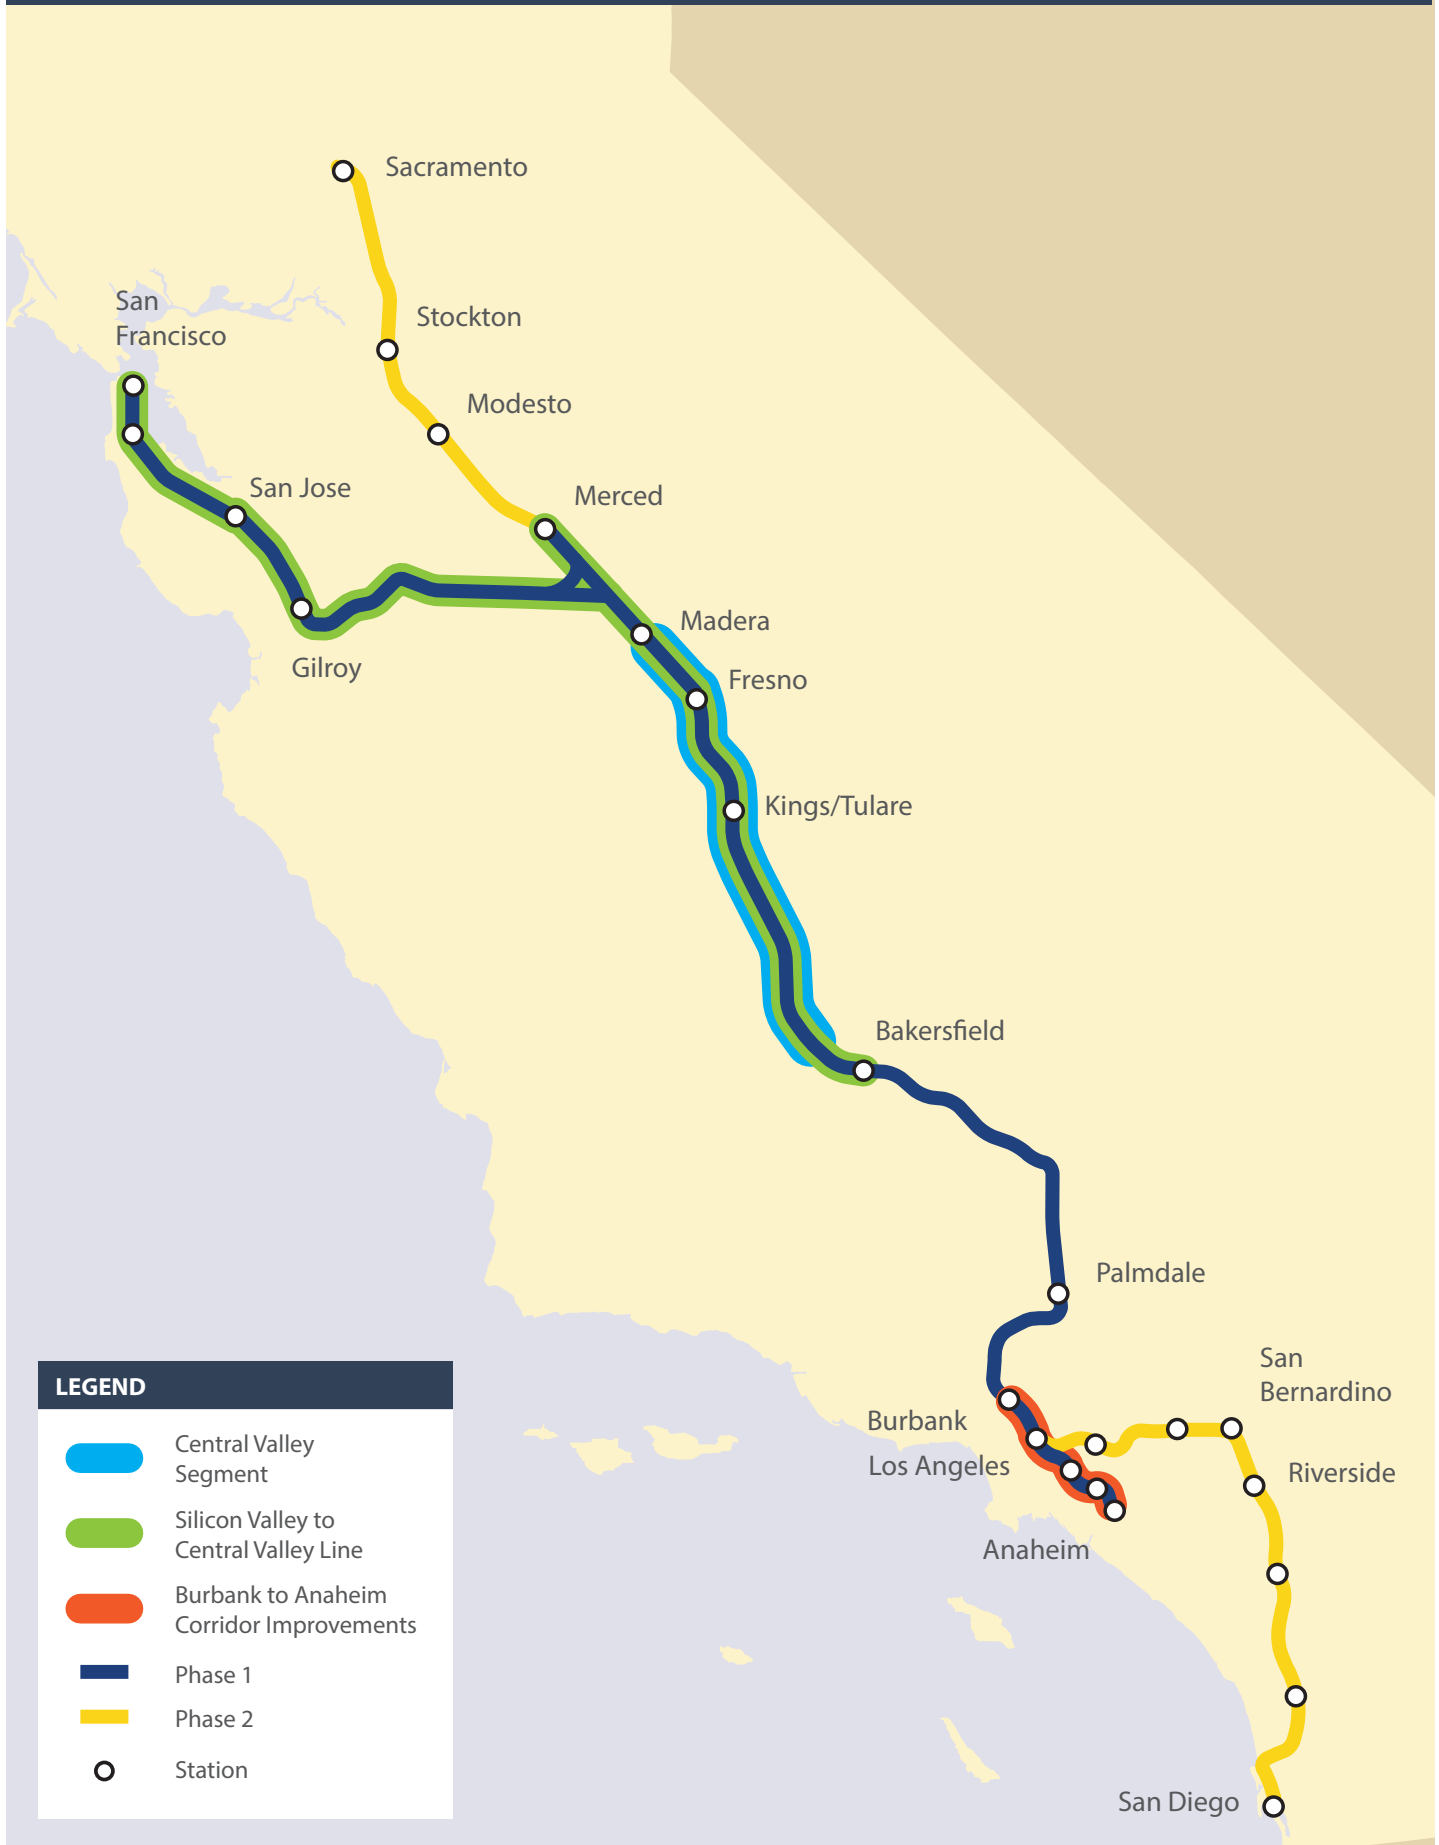 Sacramento
San
Francisco
Stockton
Modesto
San Jose
Merced
Madera
Gilroy
Fresno
Kings/Tulare
Bakersfield
Palmdale
San
Bernardino
Burbank
Los Angeles
Riverside
Anaheim
San Diego
LEGEND
Central Valley
Segment
Silicon Valley to
Central Valley Line
Burbank to Anaheim
Corridor Improvements
Phase 1
Phase 2
Station